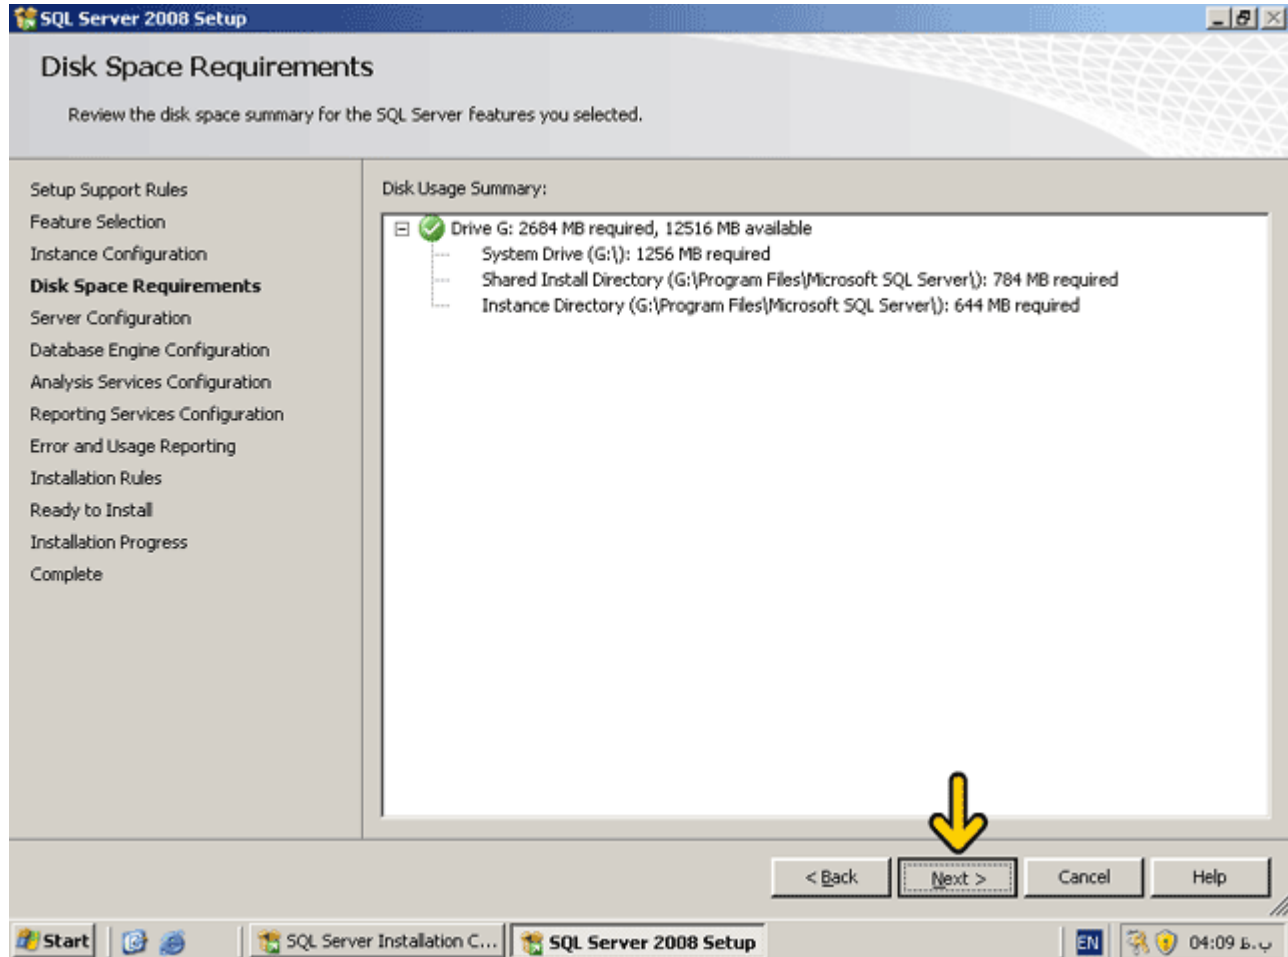 SQL Server 2008 Setup
Disk Space Requirements
Review the disk space summary for the SQL Server features you selected.
Setup Support Rules
Feature Selection
Instance Configuration
Disk Space Requirements
Server Configuration
Database Engine Configuration
Analysis Services Configuration
Reporting Services Configuration
Error and Usage Reporting
Installation Rules
Ready to Install
Installation Progress
Complete
Disk Usage Summary:
Drive G: 2684 MB required, 12516 MB available
System Drive (G:\): 1256 MB required
Shared Install Directory (G:\Program Files\Microsoft SQL Server\): 784 MB required
Instance Directory (G:\Program Files\Microsoft SQL Server\): 644 MB required
< Back
Next >
Cancel
Help
Start
SQL Server Installation C...
SQL Server 2008 Setup
EN
04:09 ب.ظ